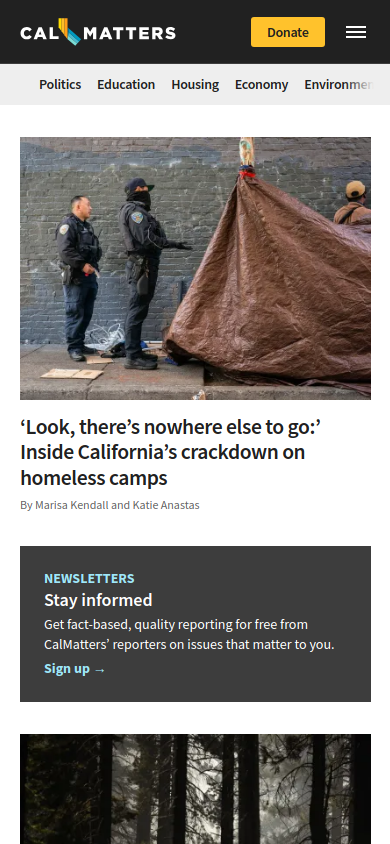 CAL MATTERS
Donate
Politics Education Housing Economy Environmen
‘Look, there’s nowhere else to go:’
Inside California’s crackdown on
homeless camps
By Marisa Kendall and Katie Anastas
NEWSLETTERS
Stay informed
Get fact-based, quality reporting for free from
CalMatters’ reporters on issues that matter to you.
Sign up →